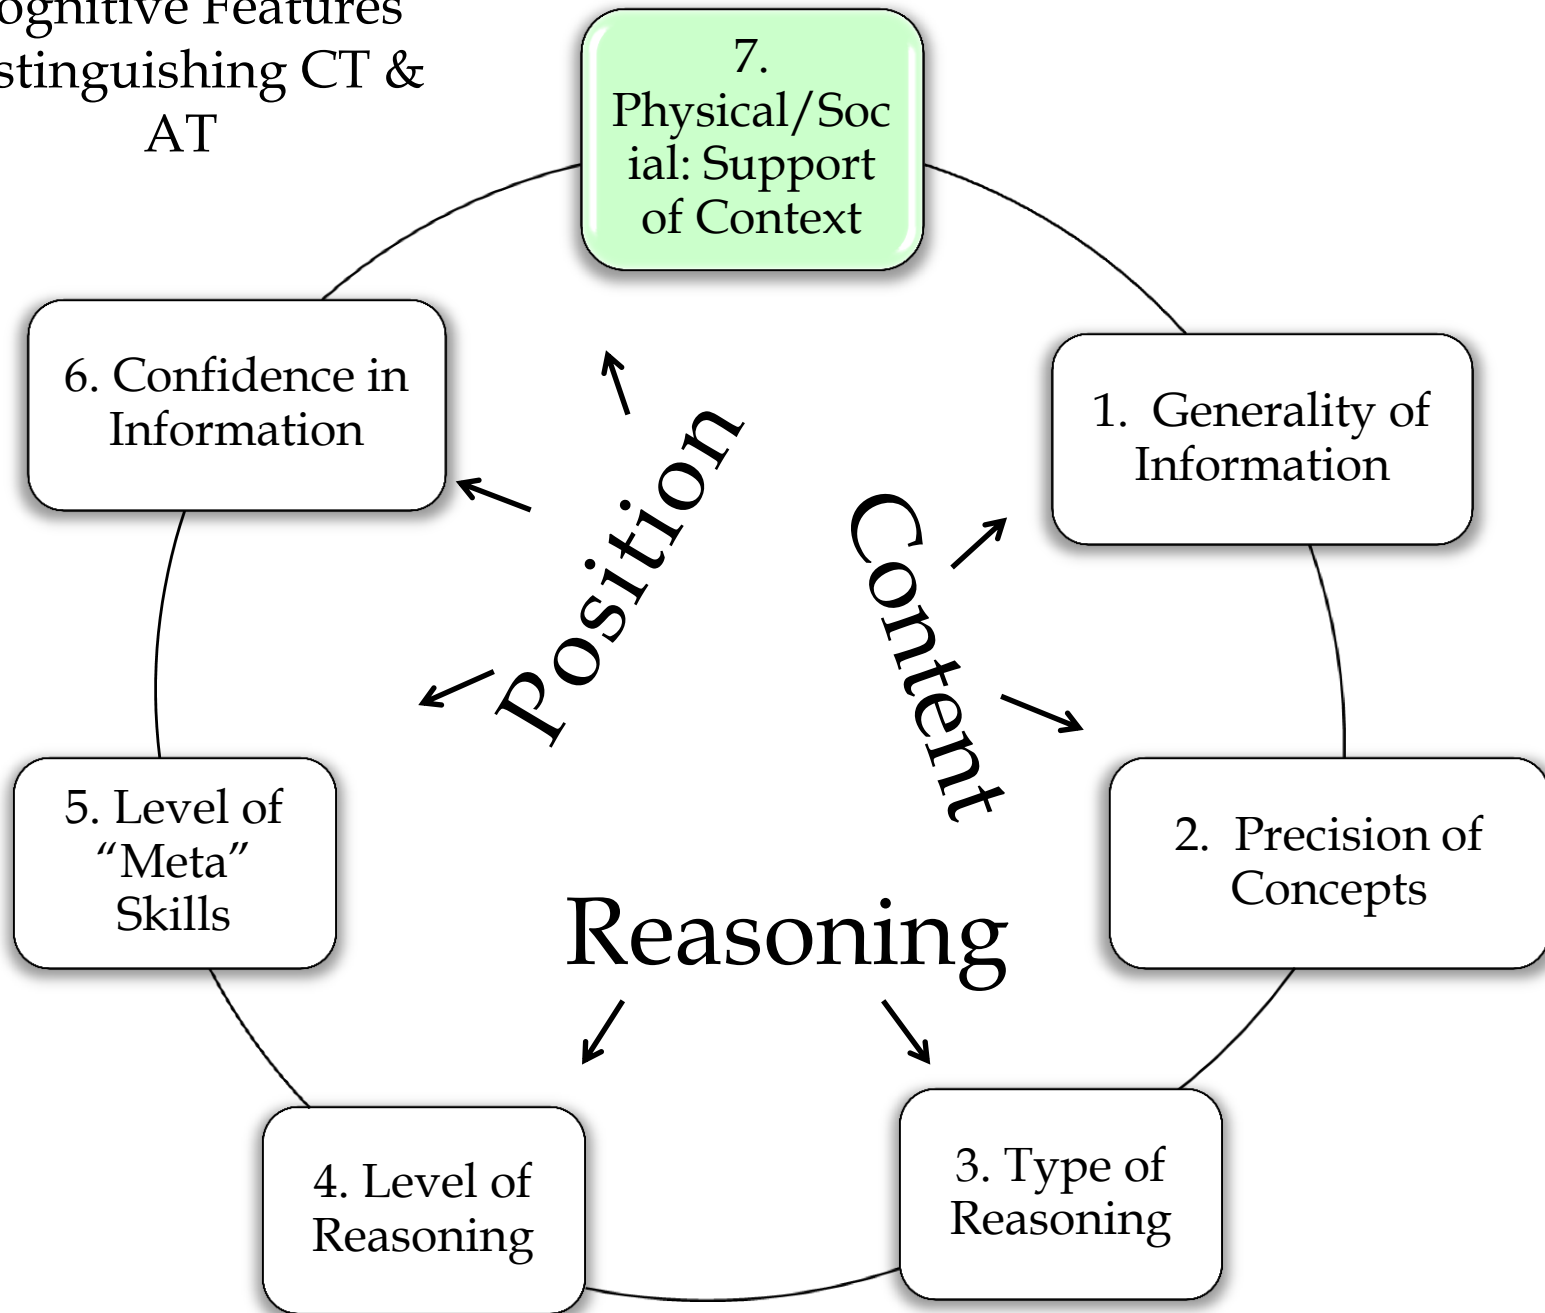 ognitive Features
stinguishing CT &
AT
7.
Physical/Soc
ial: Support
of Context
6. Confidence in
Information
1. Generality of
Information
Position
Content
5. Level of
“Meta”
Skills
2. Precision of
Concepts
Reasoning
4. Level of
Reasoning
3. Type of
Reasoning